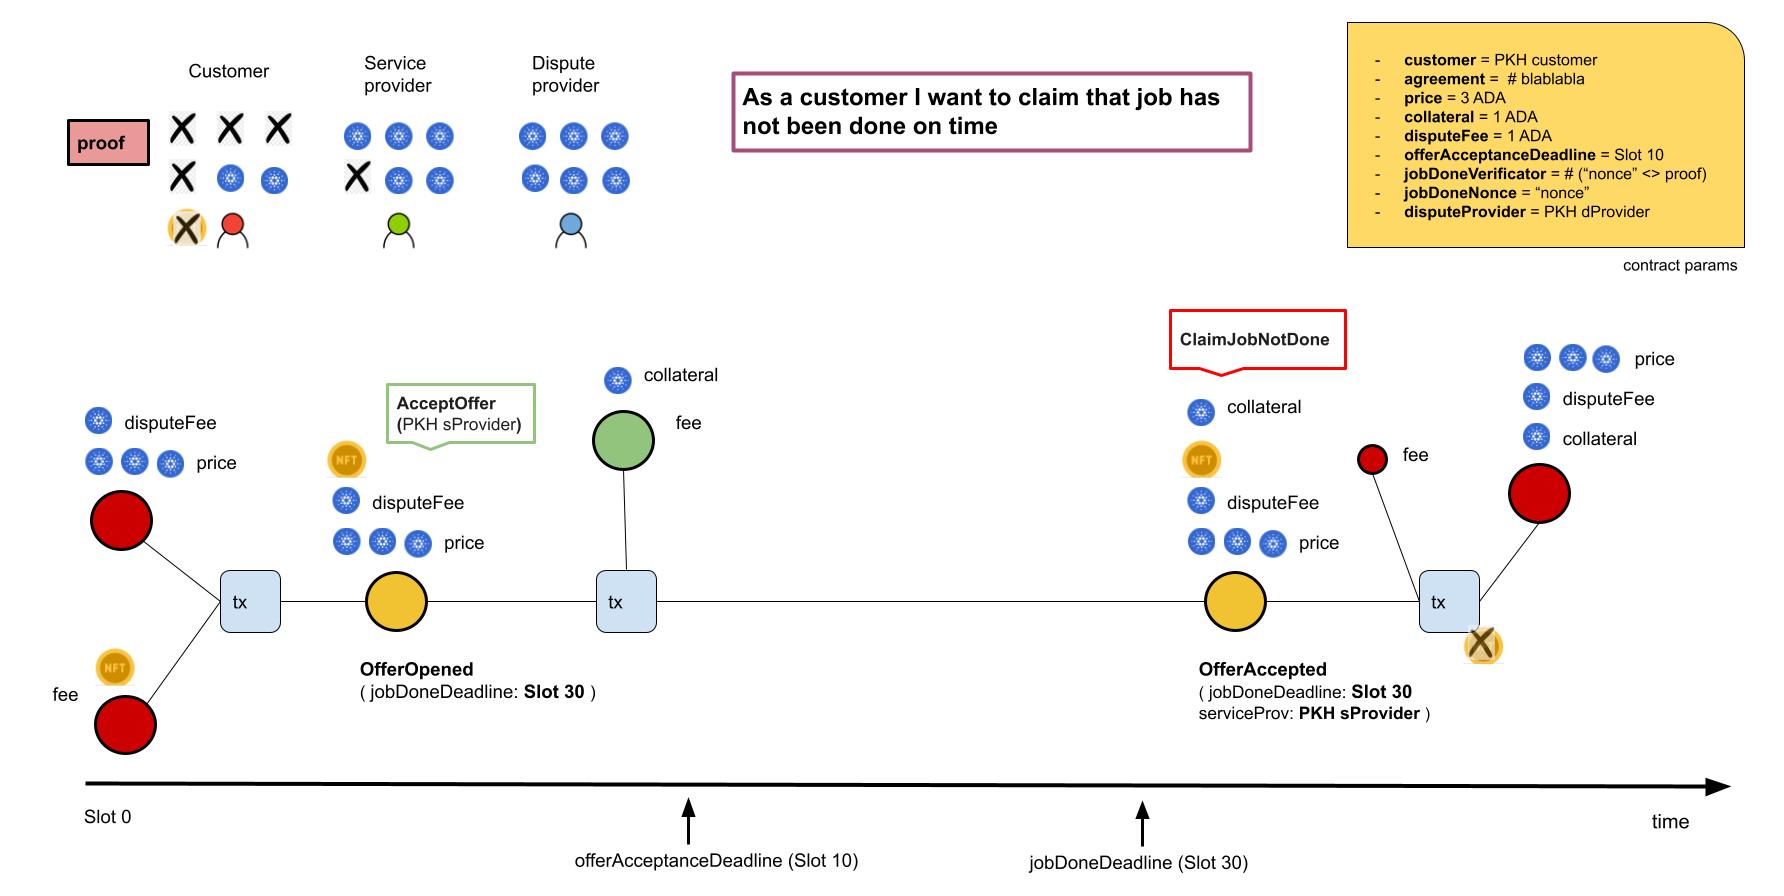 Customer
Service
provider
Dispute
provider
proof
As a customer I want to claim that job has
not been done on time
- customer = PKH customer
- agreement = # blablabla
- price = 3 ADA
- collateral = 1 ADA
- disputeFee = 1 ADA
- offerAcceptanceDeadline = Slot 10
- jobDoneVerificator = # (“nonce” <> proof)
- jobDoneNonce = “nonce”
- disputeProvider = PKH dProvider
contract params
disputeFee
price
fee
NFT
tx
AcceptOffer
(PKH sProvider)
NFT
disputeFee
price
OfferOpened
( jobDoneDeadline: Slot 30 )
collateral
fee
tx
ClaimJobNotDone
collateral
NFT
disputeFee
price
OfferAccepted
( jobDoneDeadline: Slot 30
serviceProv: PKH sProvider )
fee
tx
price
disputeFee
collateral
Slot 0
time
offerAcceptanceDeadline (Slot 10)
jobDoneDeadline (Slot 30)